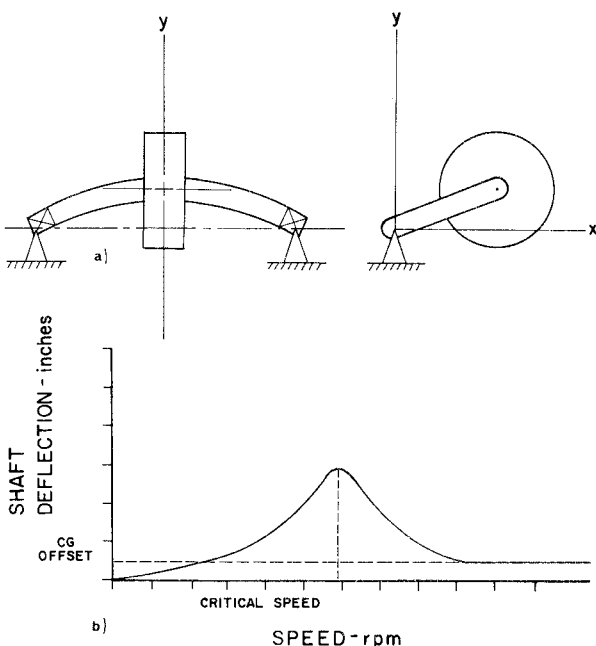 y
y
x
a)
SHAFT
DEFLECTION - inches
CG
OFFSET
CRITICAL SPEED
b)
SPEED-rpm